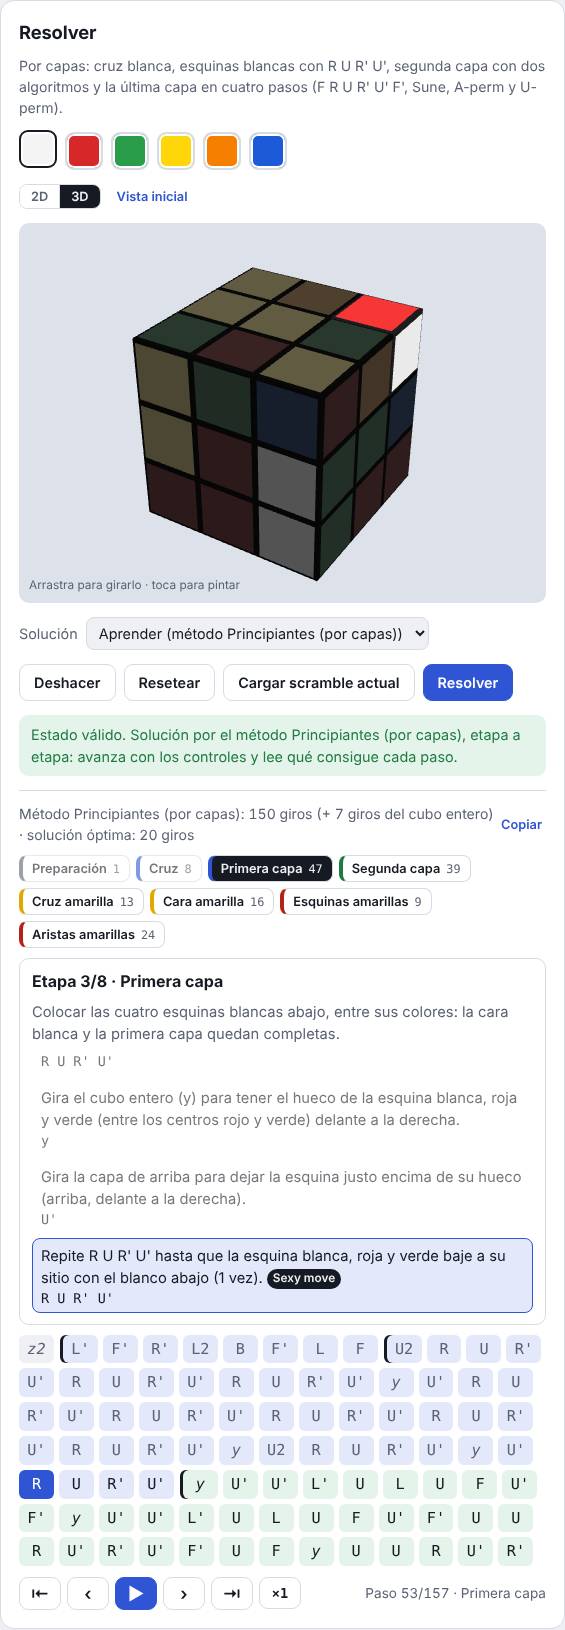 Resolver
Por capas: cruz blanca, esquinas blancas con R U R' U', segunda capa con dos
algoritmos y la última capa en cuatro pasos (F R U R' U' F', Sune, A-perm y U-
perm).
2D 3D Vista inicial
Arrastra para girarlo · toca para pintar
Solución Aprender (método Principiantes (por capas))
Deshacer Resetear Cargar scramble actual Resolver
Estado válido. Solución por el método Principiantes (por capas), etapa a
etapa: avanza con los controles y lee qué consigue cada paso.
Método Principiantes (por capas): 150 giros (+ 7 giros del cubo entero)
· solución óptima: 20 giros
Copiar
Preparación 1 Cruz 8 Primera capa 47 Segunda capa 39
Cruz amarilla 13 Cara amarilla 16 Esquinas amarillas 9
Aristas amarillas 24
Etapa 3/8 · Primera capa
Colocar las cuatro esquinas blancas abajo, entre sus colores: la cara
blanca y la primera capa quedan completas.
R U R' U'
Gira el cubo entero (y) para tener el hueco de la esquina blanca, roja
y verde (entre los centros rojo y verde) delante a la derecha.
y
Gira la capa de arriba para dejar la esquina justo encima de su hueco
(arriba, delante a la derecha).
U'
Repite R U R' U' hasta que la esquina blanca, roja y verde baje a su
sitio con el blanco abajo (1 vez). Sexy move
R U R' U'
z2 L' F' R' L2 B F' L F U2 R U R'
U' R U R' U' R U R' U' y U' R U
R' U' R U R' U' R U R' U' R U R'
U' R U R' U' y U2 R U R' U' y U'
R U R' U' y U' U' L' U L U F U'
F' y U' U' L' U L U F U' F' U U
R U' R' U' F' U F y U U R U' R'
×1 Paso 53/157 · Primera capa